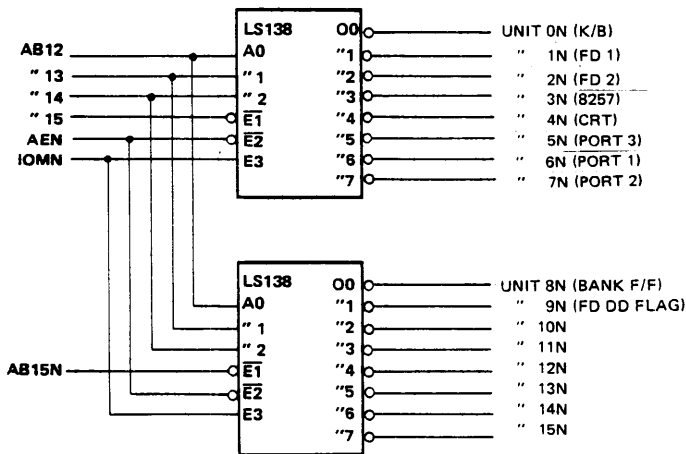 LS138 O0 UNIT 0N (K/B)
AB12 A0 "1 " 1N (FD 1)
" 13 " 1 "2 " 2N (FD 2)
" 14 " 2 "3 " 3N (8257)
" 15 E1 "4 " 4N (CRT)
AEN E2 "5 " 5N (PORT 3)
IOMN E3 "6 " 6N (PORT 1)
"7 " 7N (PORT 2)
LS138 O0 UNIT 8N (BANK F/F)
A0 "1 " 9N (FD DD FLAG)
" 1 "2 " 10N
" 2 "3 " 11N
AB15N E1 "4 " 12N
E2 "5 " 13N
E3 "6 " 14N
"7 " 15N